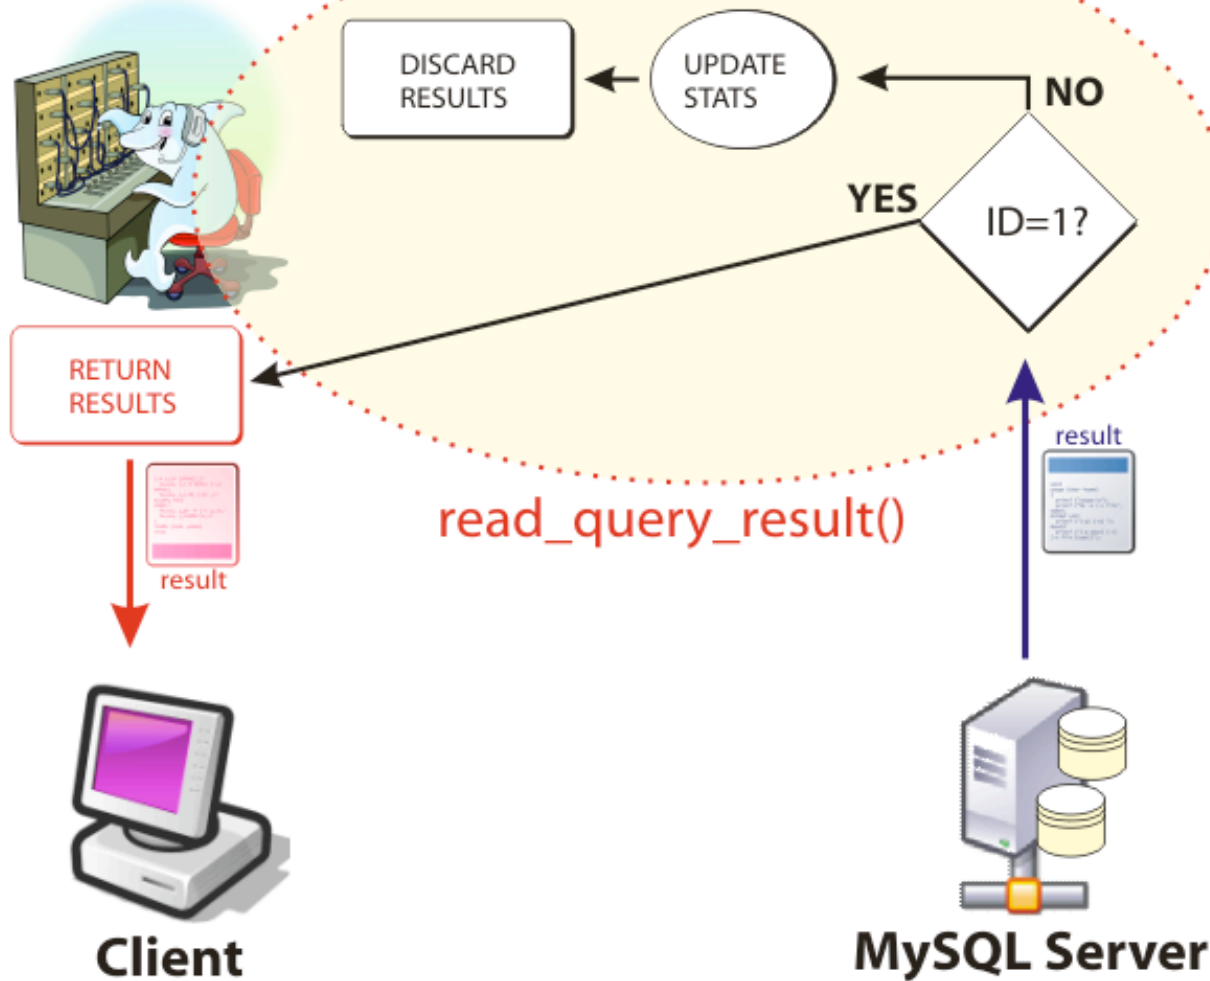 DISCARD
RESULTS
UPDATE
STATS
NO
YES
ID=1?
RETURN
RESULTS
result
read_query_result()
result
Client
MySQL Server